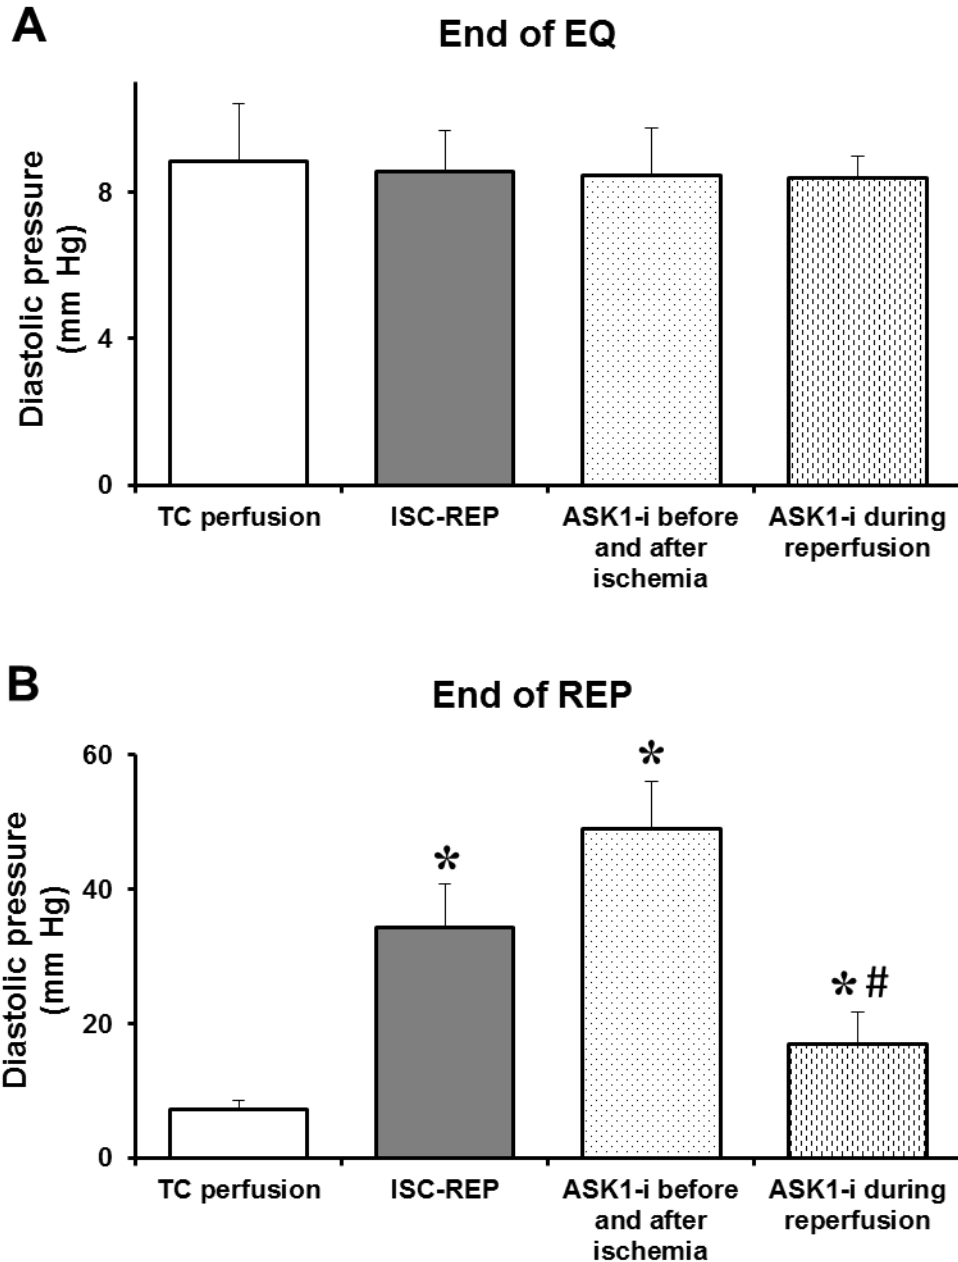 A
End of EQ
Diastolic pressure
(mm Hg)
8
4
0
TC perfusion
ISC-REP
ASK1-i before
and after
ischemia
ASK1-i during
reperfusion
B
End of REP
Diastolic pressure
(mm Hg)
60
40
20
0
*
*
* #
TC perfusion
ISC-REP
ASK1-i before
and after
ischemia
ASK1-i during
reperfusion